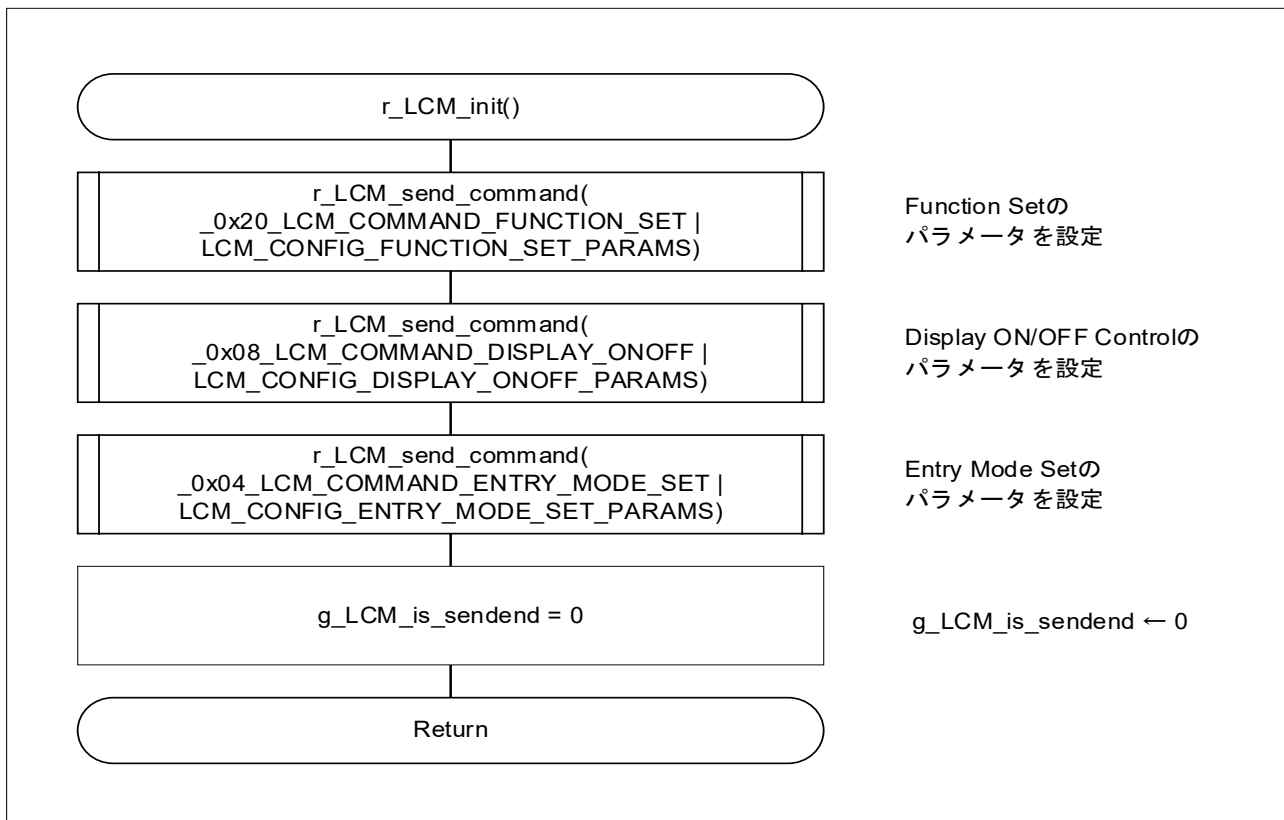 r_LCM_init()
r_LCM_send_command(
_0x20_LCM_COMMAND_FUNCTION_SET |
LCM_CONFIG_FUNCTION_SET_PARAMS)
Function Setの
パラメータを設定
r_LCM_send_command(
_0x08_LCM_COMMAND_DISPLAY_ONOFF |
LCM_CONFIG_DISPLAY_ONOFF_PARAMS)
Display ON/OFF Controlの
パラメータを設定
r_LCM_send_command(
_0x04_LCM_COMMAND_ENTRY_MODE_SET |
LCM_CONFIG_ENTRY_MODE_SET_PARAMS)
Entry Mode Setの
パラメータを設定
g_LCM_is_sendend = 0
g_LCM_is_sendend ← 0
Return